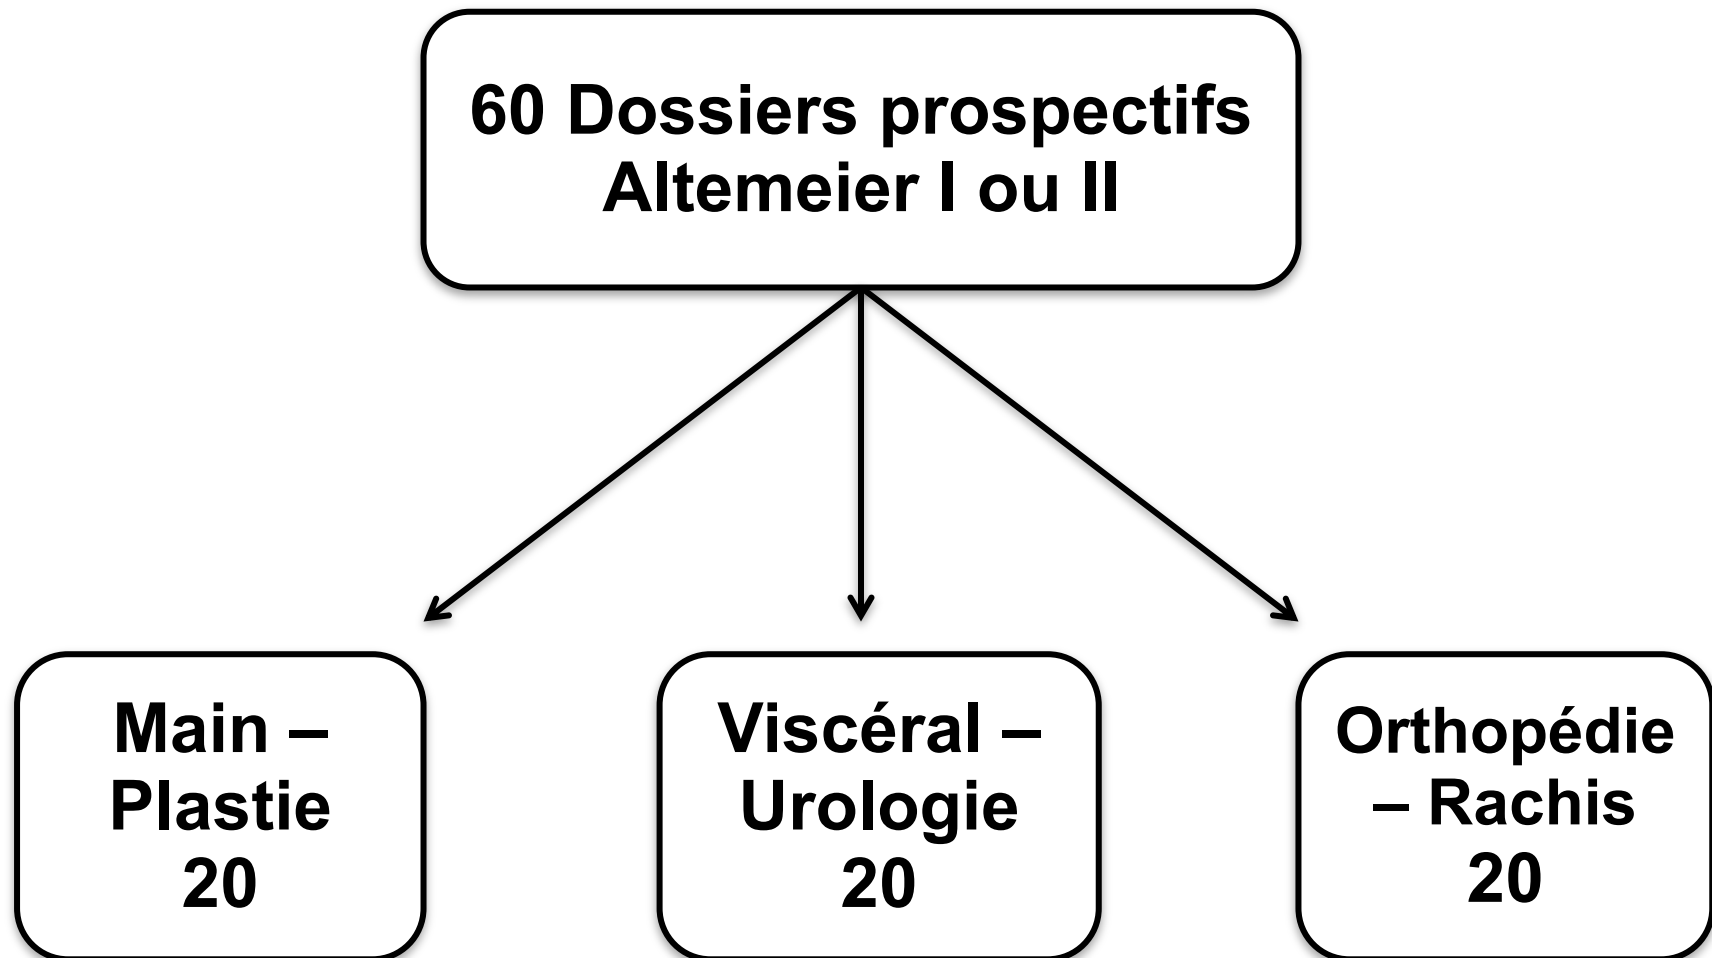 60 Dossiers prospectifs
Altemeier I ou II
Main –
Plastie
20
Viscéral –
Urologie
20
Orthopédie
– Rachis
20